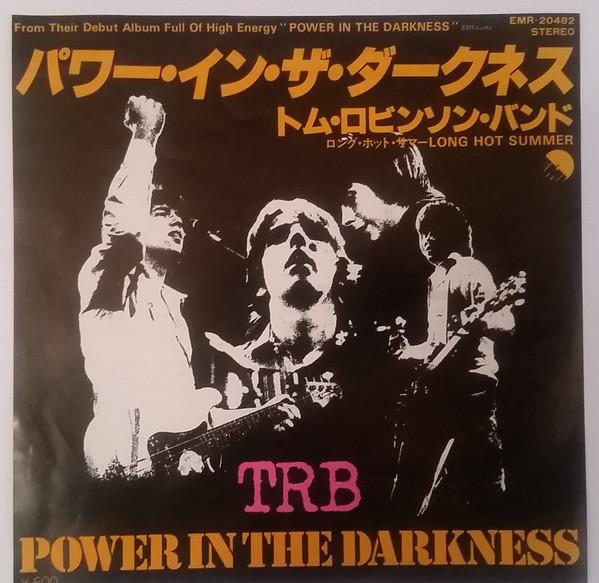 From Their Debut Album Full Of High Energy "POWER IN THE DARKNESS"
EMR-20482
STEREO
パワー・イン・ザ・ダークネス
トム・ロビンソン・バンド
ロング・ホット・サマーLONG HOT SUMMER
TRB
POWER IN THE DARKNESS